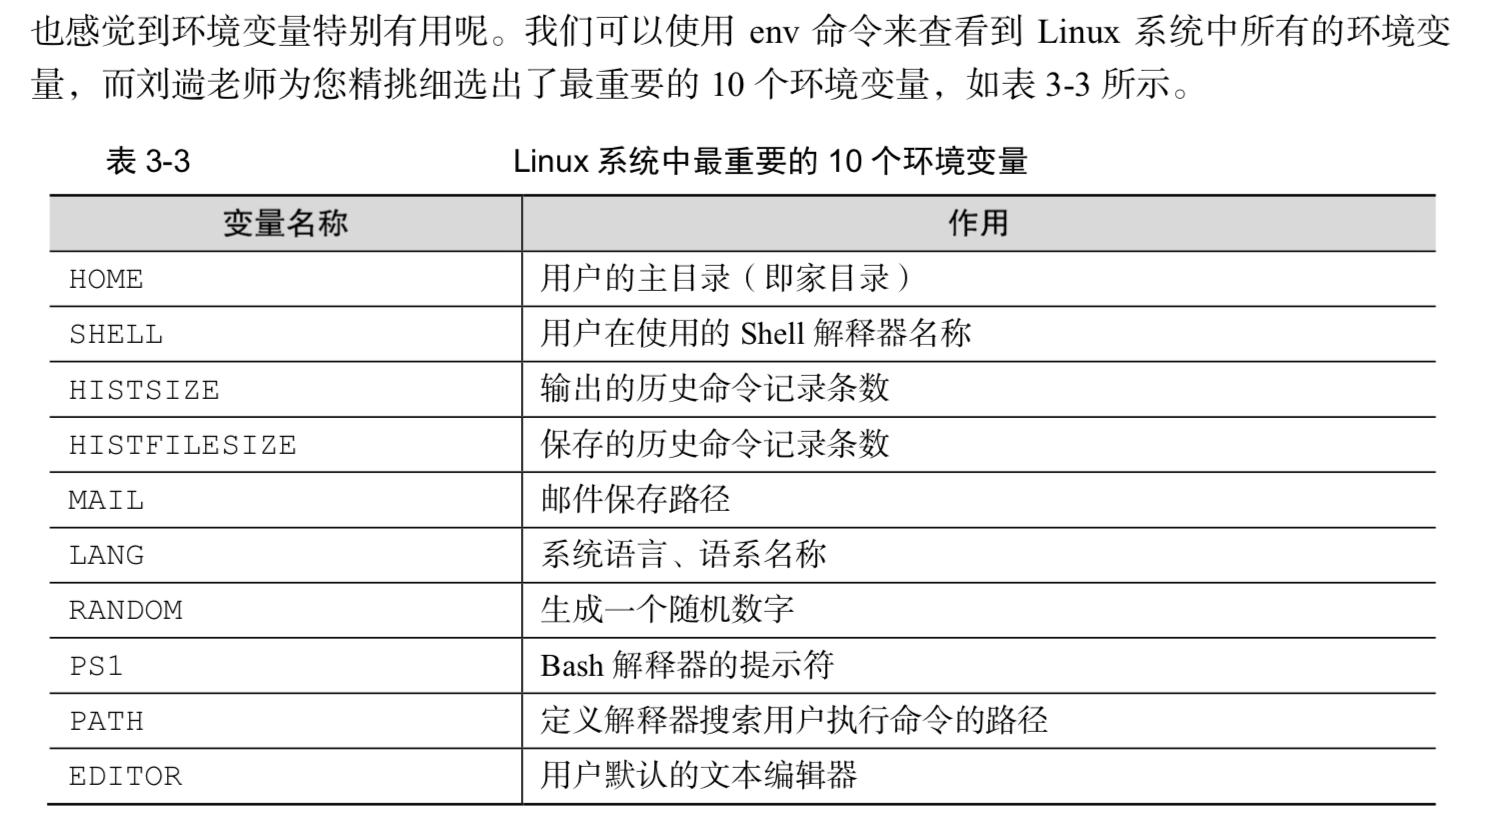 也感觉到环境变量特别有用呢。我们可以使用 env 命令来查看到 Linux 系统中所有的环境变
量，而刘遄老师为您精挑细选出了最重要的 10 个环境变量，如表 3-3 所示。
表 3-3 Linux 系统中最重要的 10 个环境变量
变量名称 作用
HOME 用户的主目录（即家目录）
SHELL 用户在使用的 Shell 解释器名称
HISTSIZE 输出的历史命令记录条数
HISTFILESIZE 保存的历史命令记录条数
MAIL 邮件保存路径
LANG 系统语言、语系名称
RANDOM 生成一个随机数字
PS1 Bash 解释器的提示符
PATH 定义解释器搜索用户执行命令的路径
EDITOR 用户默认的文本编辑器